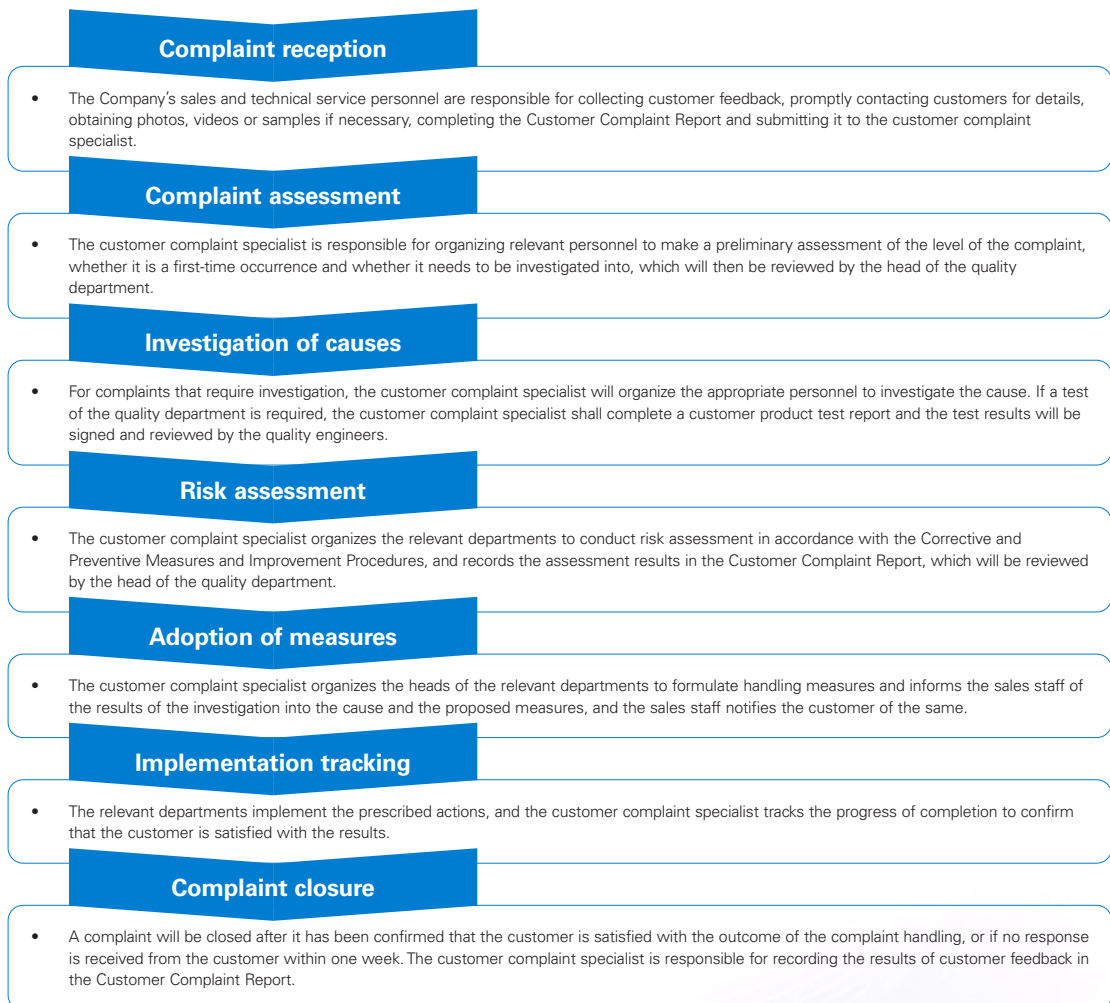 Complaint reception
• The Company's sales and technical service personnel are responsible for collecting customer feedback, promptly contacting customers for details,
obtaining photos, videos or samples if necessary, completing the Customer Complaint Report and submitting it to the customer complaint
specialist.
Complaint assessment
• The customer complaint specialist is responsible for organizing relevant personnel to make a preliminary assessment of the level of the complaint,
whether it is a first-time occurrence and whether it needs to be investigated into, which will then be reviewed by the head of the quality
department.
Investigation of causes
• For complaints that require investigation, the customer complaint specialist will organize the appropriate personnel to investigate the cause. If a test
of the quality department is required, the customer complaint specialist shall complete a customer product test report and the test results will be
signed and reviewed by the quality engineers.
Risk assessment
• The customer complaint specialist organizes the relevant departments to conduct risk assessment in accordance with the Corrective and
Preventive Measures and Improvement Procedures, and records the assessment results in the Customer Complaint Report, which will be reviewed
by the head of the quality department.
Adoption of measures
• The customer complaint specialist organizes the heads of the relevant departments to formulate handling measures and informs the sales staff of
the results of the investigation into the cause and the proposed measures, and the sales staff notifies the customer of the same.
Implementation tracking
• The relevant departments implement the prescribed actions, and the customer complaint specialist tracks the progress of completion to confirm
that the customer is satisfied with the results.
Complaint closure
• A complaint will be closed after it has been confirmed that the customer is satisfied with the outcome of the complaint handling, or if no response
is received from the customer within one week. The customer complaint specialist is responsible for recording the results of customer feedback in
the Customer Complaint Report.